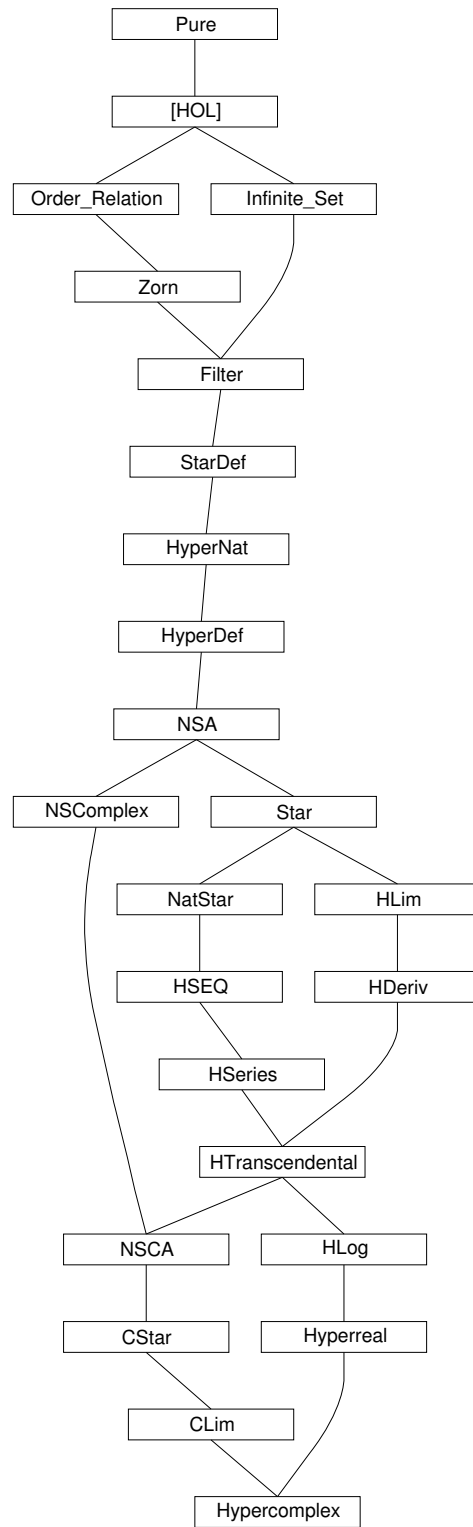 Pure
[HOL]
Order_Relation
Infinite_Set
Zorn
Filter
StarDef
HyperNat
HyperDef
NSA
NSComplex
Star
NatStar
HLim
HSEQ
HDeriv
HSeries
HTranscendental
NSCA
HLog
CStar
Hyperreal
CLim
Hypercomplex